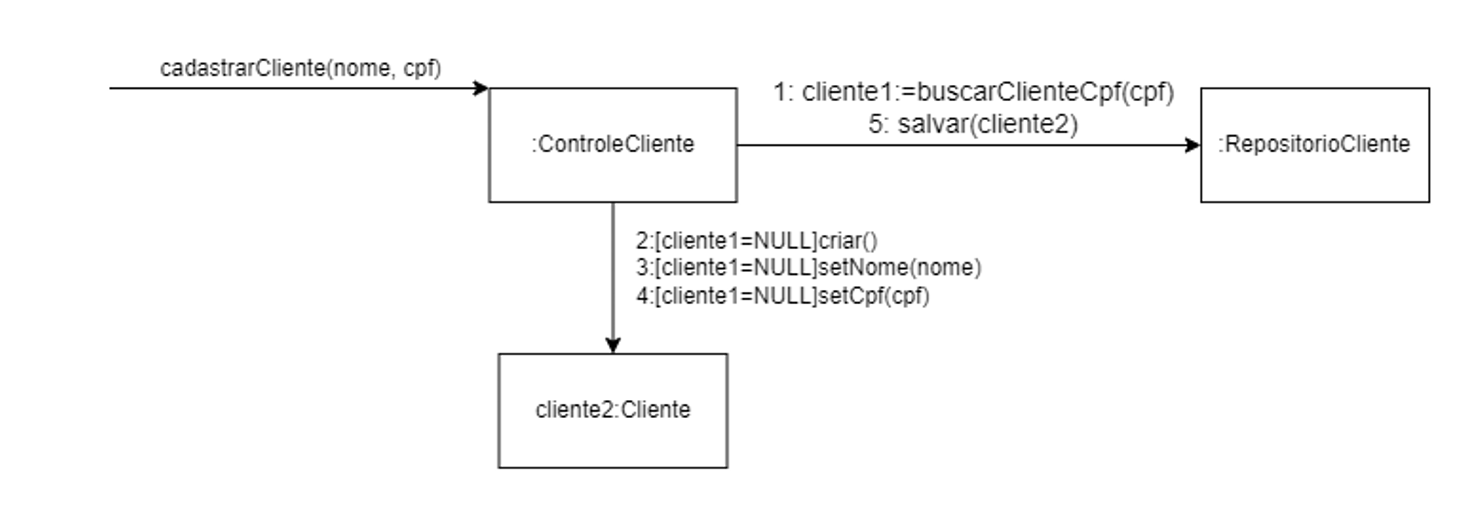 cadastrarCliente(nome, cpf)
1: cliente1:=buscarClienteCpf(cpf)
5: salvar(cliente2)
:ControleCliente
:RepositorioCliente
2:[cliente1=NULL]criar()
3:[cliente1=NULL]setNome(nome)
4:[cliente1=NULL]setCpf(cpf)
cliente2:Cliente